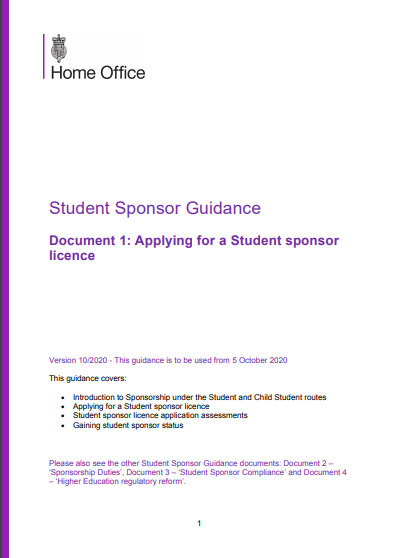 Home Office
Student Sponsor Guidance
Document 1: Applying for a Student sponsor
licence
Version 10/2020 - This guidance is to be used from 5 October 2020
This guidance covers:
• Introduction to Sponsorship under the Student and Child Student routes
• Applying for a Student sponsor licence
• Student sponsor licence application assessments
• Gaining student sponsor status
Please also see the other Student Sponsor Guidance documents: Document 2 –
‘Sponsorship Duties’, Document 3 – ‘Student Sponsor Compliance’ and Document 4
– ‘Higher Education regulatory reform’.
1